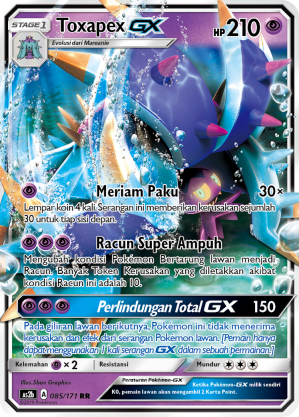 STAGE 1 Toxapex GX HP 210
Evolusi dari Mareanie
Meriam Paku 30×
Lempar koin 4 kali. Serangan ini memberikan kerusakan sejumlah
30 untuk tiap sisi depan.
Racun Super Ampuh
Mengubah kondisi Pokémon Bertarung lawan menjadi
Racun. Banyak Token Kerusakan yang diletakkan akibat
kondisi Racun ini adalah 10.
Perlindungan Total GX 150
Pada giliran lawan berikutnya, Pokémon ini tidak menerima
kerusakan dan efek dari serangan Pokémon lawan. [Pemain hanya
dapat menggunakan 1 kali serangan GX dalam sebuah permainan.]
Kelemahan ×2 Mundur
Illus. 5ban Graphics
Peraturan Pokémon-GX
Ketika Pokémon-GX milik sendiri
KO, pemain lawan akan mengambil 2 Kartu Point.
AS2b A 085/171 RR